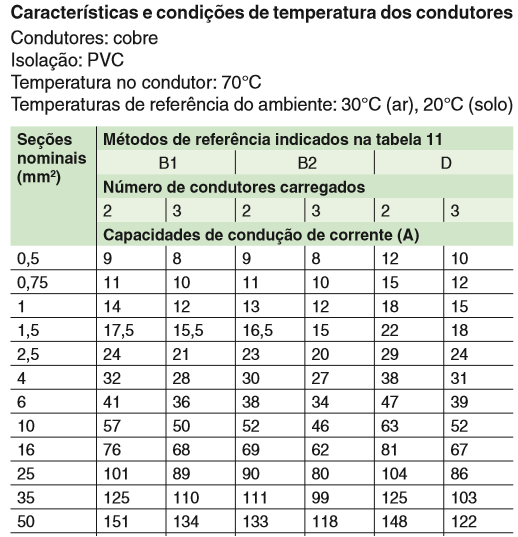 Características e condições de temperatura dos condutores
Condutores: cobre
Isolação: PVC
Temperatura no condutor: 70°C
Temperaturas de referência do ambiente: 30°C (ar), 20°C (solo)
Seções nominais (mm²) Métodos de referência indicados na tabela 11
B1 B2 D
Número de condutores carregados
2 3 2 3 2 3
Capacidades de condução de corrente (A)
0,5 9 8 9 8 12 10
0,75 11 10 11 10 15 12
1 14 12 13 12 18 15
1,5 17,5 15,5 16,5 15 22 18
2,5 24 21 23 20 29 24
4 32 28 30 27 38 31
6 41 36 38 34 47 39
10 57 50 52 46 63 52
16 76 68 69 62 81 67
25 101 89 90 80 104 86
35 125 110 111 99 125 103
50 151 134 133 118 148 122